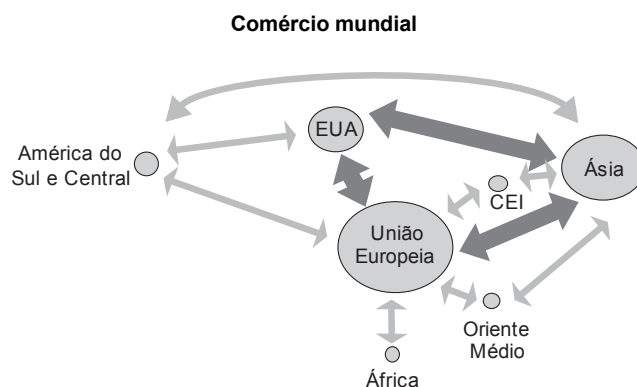 Comércio mundial
EUA
América do
Sul e Central
Ásia
CEI
União
Europeia
Oriente
Médio
África